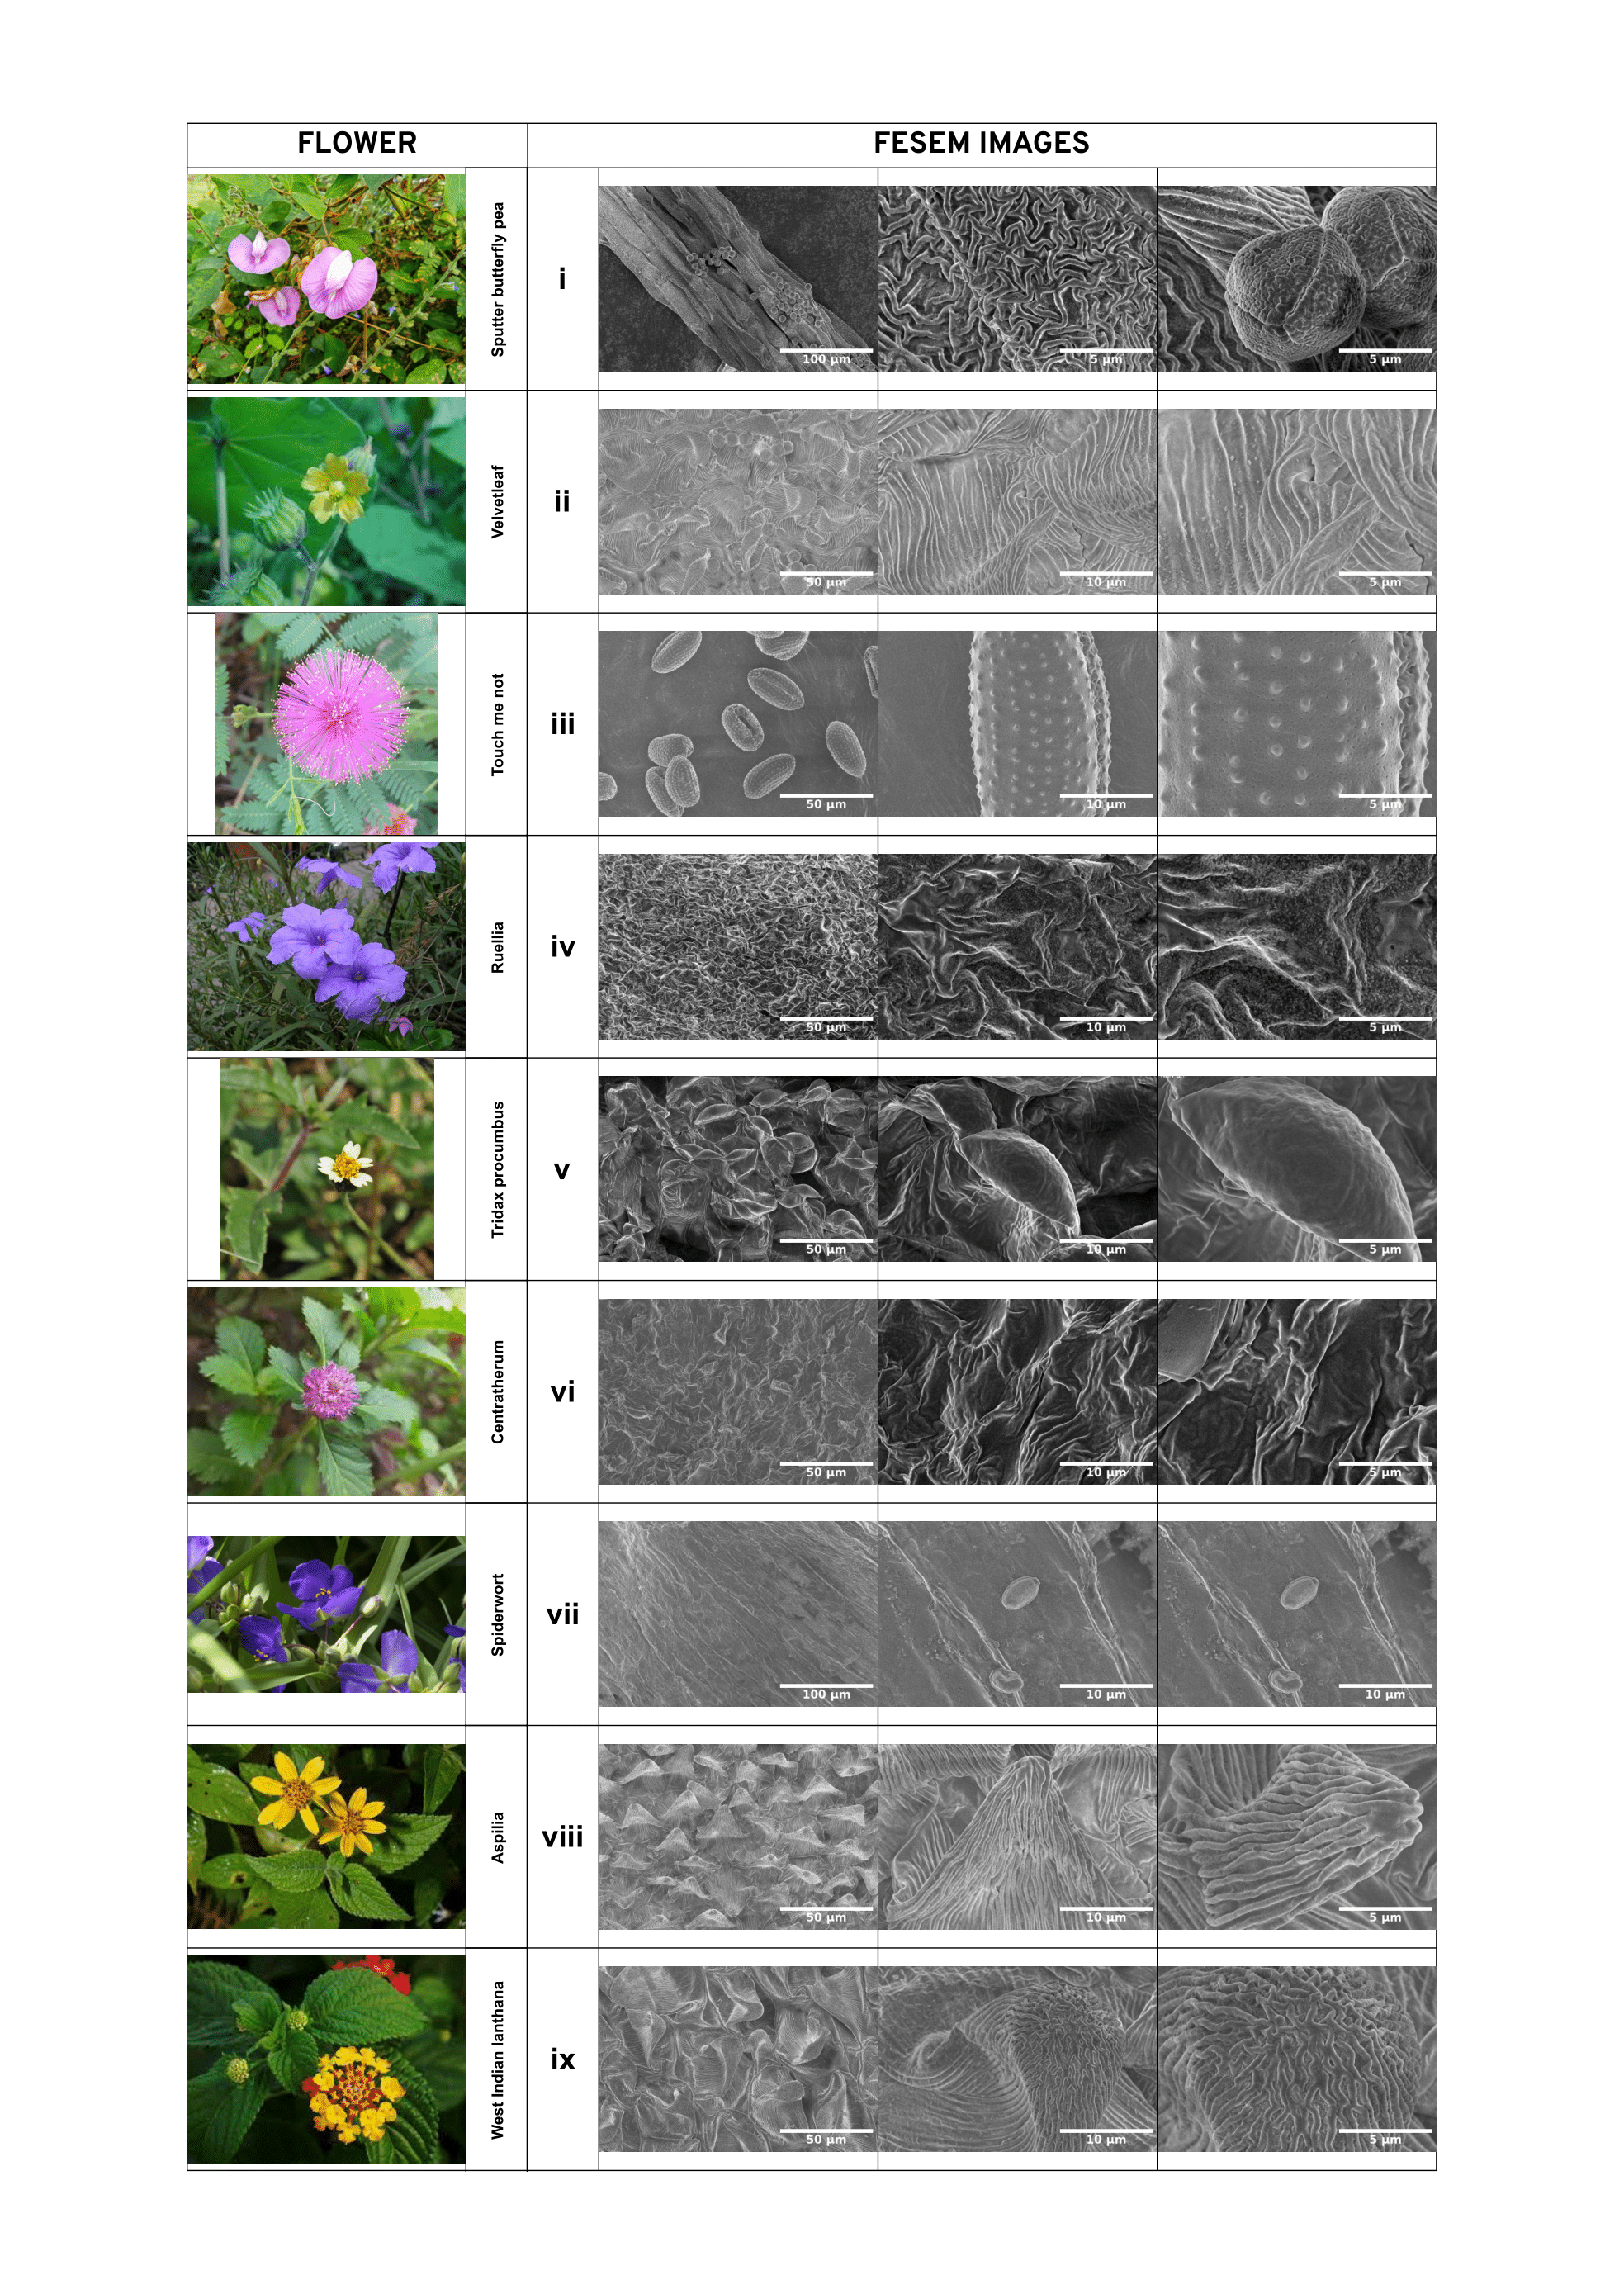 FLOWER FESEM IMAGES
Sputter butterfly pea i 100 µm 5 µm 5 µm
Velvetleaf ii 50 µm 10 µm 5 µm
Touch me not iii 50 µm 10 µm 5 µm
Ruellia iv 50 µm 10 µm 5 µm
Tridax procumbus v 50 µm 10 µm 5 µm
Centratherum vi 50 µm 10 µm 5 µm
Spiderwort vii 100 µm 10 µm 10 µm
Aspilia viii 50 µm 10 µm 5 µm
West Indian lanthana ix 50 µm 10 µm 5 µm